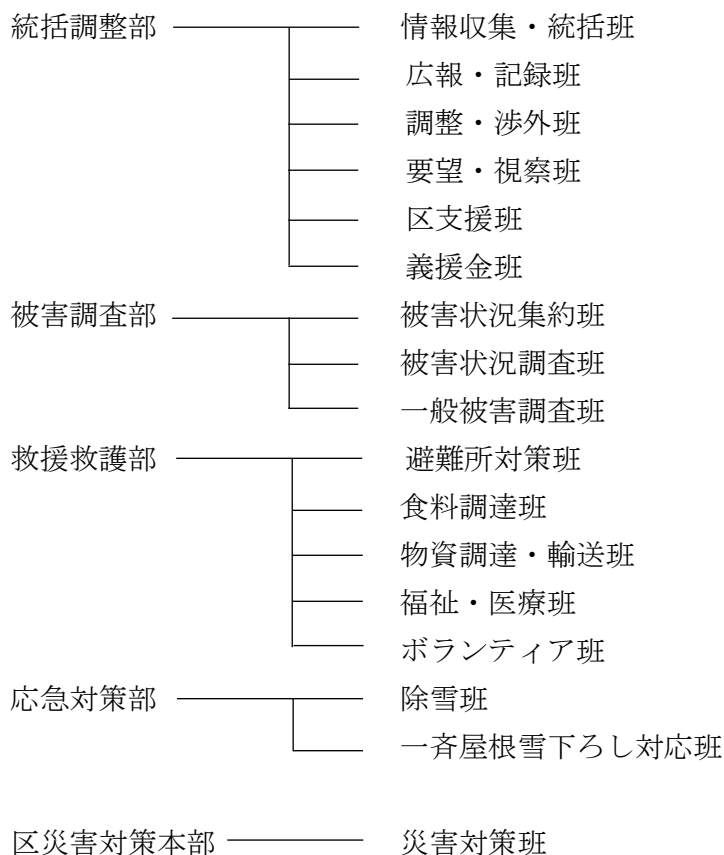 統括調整部 情報収集・統括班
広報・記録班
調整・渉外班
要望・視察班
区支援班
義援金班
被害調査部 被害状況集約班
被害状況調査班
一般被害調査班
救援救護部 避難所対策班
食料調達班
物資調達・輸送班
福祉・医療班
ボランティア班
応急対策部 除雪班
一斉屋根雪下ろし対応班
区災害対策本部 災害対策班